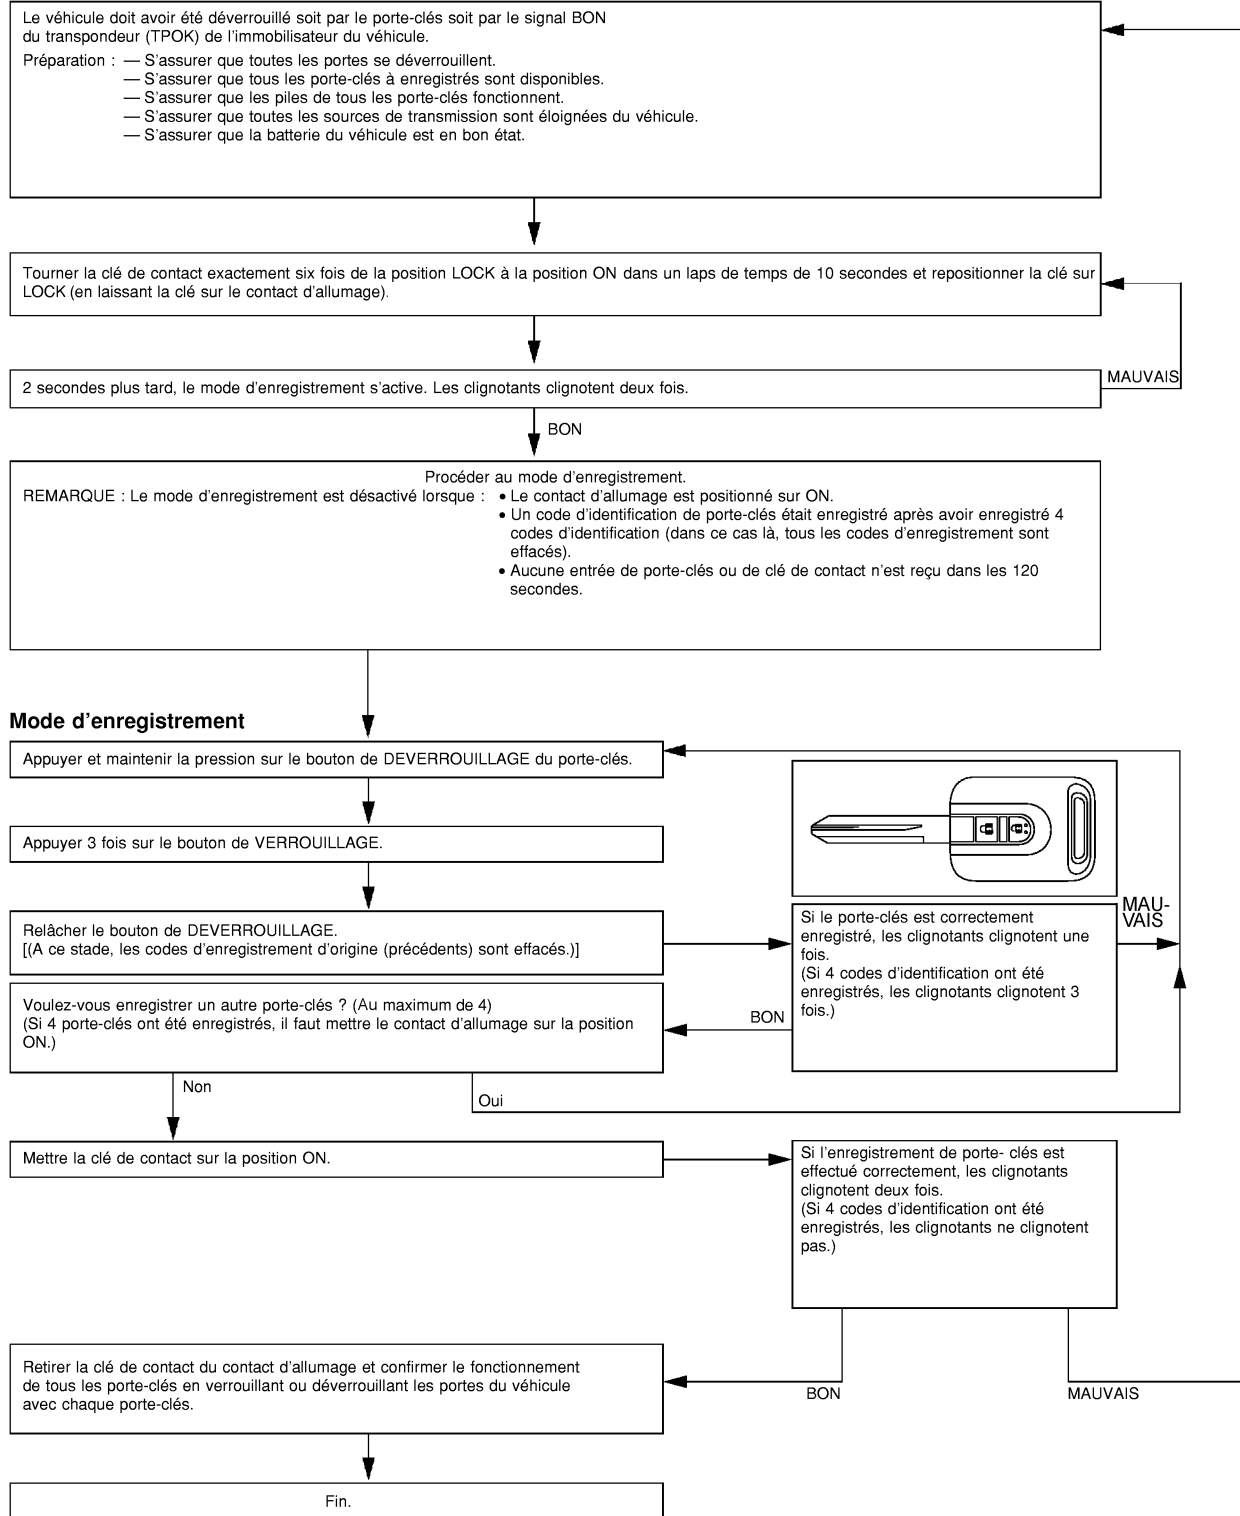 Le véhicule doit avoir été déverrouillé soit par le porte-clés soit par le signal BON
du transpondeur (TPOK) de l'immobilisateur du véhicule.
Préparation : — S'assurer que toutes les portes se déverrouillent.
— S'assurer que tous les porte-clés à enregistrés sont disponibles.
— S'assurer que les piles de tous les porte-clés fonctionnent.
— S'assurer que toutes les sources de transmission sont éloignées du véhicule.
— S'assurer que la batterie du véhicule est en bon état.
Tourner la clé de contact exactement six fois de la position LOCK à la position ON dans un laps de temps de 10 secondes et repositionner la clé sur
LOCK (en laissant la clé sur le contact d'allumage).
2 secondes plus tard, le mode d'enregistrement s'active. Les clignotants clignotent deux fois.
MAUVAIS
BON
Procéder au mode d'enregistrement.
REMARQUE : Le mode d'enregistrement est désactivé lorsque : • Le contact d'allumage est positionné sur ON.
• Un code d'identification de porte-clés était enregistré après avoir enregistré 4
codes d'identification (dans ce cas là, tous les codes d'enregistrement sont
effacés).
• Aucune entrée de porte-clés ou de clé de contact n'est reçu dans les 120
secondes.
Mode d'enregistrement
Appuyer et maintenir la pression sur le bouton de DEVERROUILLAGE du porte-clés.
Appuyer 3 fois sur le bouton de VERROUILLAGE.
Relâcher le bouton de DEVERROUILLAGE.
[(A ce stade, les codes d'enregistrement d'origine (précédents) sont effacés.)]
Si le porte-clés est correctement
enregistré, les clignotants clignotent une
fois.
(Si 4 codes d'identification ont été
enregistrés, les clignotants clignotent 3
fois.)
MAU-
VAIS
BON
Voulez-vous enregistrer un autre porte-clés ? (Au maximum de 4)
(Si 4 porte-clés ont été enregistrés, il faut mettre le contact d'allumage sur la position
ON.)
Non
Oui
Mettre la clé de contact sur la position ON.
Si l'enregistrement de porte- clés est
effectué correctement, les clignotants
clignotent deux fois.
(Si 4 codes d'identification ont été
enregistrés, les clignotants ne clignotent
pas.)
BON
MAUVAIS
Retirer la clé de contact du contact d'allumage et confirmer le fonctionnement
de tous les porte-clés en verrouillant ou déverrouillant les portes du véhicule
avec chaque porte-clés.
Fin.